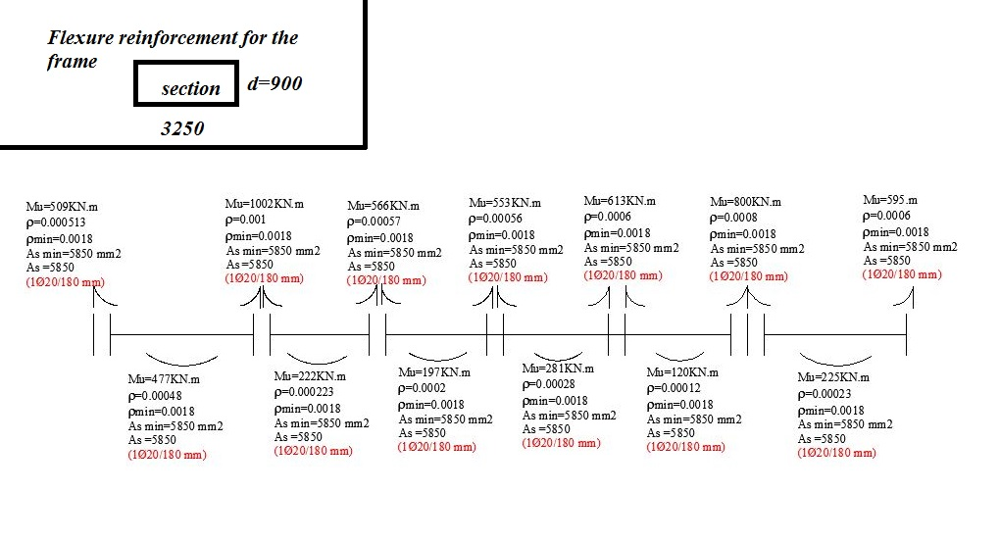 Flexure reinforcement for the
frame
section
d=900
3250
Mu=509KN.m
ρ=0.000513
ρmin=0.0018
As min=5850 mm2
As =5850
(1Ø20/180 mm)
Mu=1002KN.m
ρ=0.001
ρmin=0.0018
As min=5850 mm2
As =5850
(1Ø20/180 mm)
Mu=566KN.m
ρ=0.00057
ρmin=0.0018
As min=5850 mm2
As =5850
(1Ø20/180 mm)
Mu=553KN.m
ρ=0.00056
ρmin=0.0018
As min=5850 mm2
As =5850
(1Ø20/180 mm)
Mu=613KN.m
ρ=0.0006
ρmin=0.0018
As min=5850 mm2
As =5850
(1Ø20/180 mm)
Mu=800KN.m
ρ=0.0008
ρmin=0.0018
As min=5850 mm2
As =5850
(1Ø20/180 mm)
Mu=595.m
ρ=0.0006
ρmin=0.0018
As min=5850 mm2
As =5850
(1Ø20/180 mm)
Mu=477KN.m
ρ=0.00048
ρmin=0.0018
As min=5850 mm2
As =5850
(1Ø20/180 mm)
Mu=222KN.m
ρ=0.000223
ρmin=0.0018
As min=5850 mm2
As =5850
(1Ø20/180 mm)
Mu=197KN.m
ρ=0.0002
ρmin=0.0018
As min=5850 mm2
As =5850
(1Ø20/180 mm)
Mu=281KN.m
ρ=0.00028
ρmin=0.0018
As min=5850 mm2
As =5850
(1Ø20/180 mm)
Mu=120KN.m
ρ=0.00012
ρmin=0.0018
As min=5850 mm2
As =5850
(1Ø20/180 mm)
Mu=225KN.m
ρ=0.00023
ρmin=0.0018
As min=5850 mm2
As =5850
(1Ø20/180 mm)